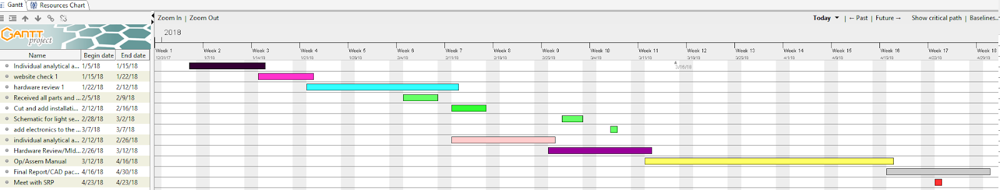 Gantt Resources Chart
Zoom In | Zoom Out Today | ← Past | Future → Show critical path | Baselines...
GANTT project
2018
Week 1 Week 2 Week 3 Week 4 Week 5 Week 6 Week 7 Week 8 Week 9 Week 10 Week 11 Week 12 Week 13 Week 14 Week 15 Week 16 Week 17 Week 18
Name Begin date End date
12/31/17 1/7/18 1/14/18 1/21/18 1/28/18 2/4/18 2/11/18 2/18/18 2/25/18 3/4/18 3/11/18 3/18/18 3/25/18 4/1/18 4/8/18 4/15/18 4/22/18 4/29/18
Individual analytical a... 1/5/18 1/15/18
3/16/18
website check 1 1/15/18 1/22/18
hardware review 1 1/22/18 2/12/18
Received all parts and ... 2/5/18 2/9/18
Cut and add installati... 2/12/18 2/16/18
Schematic for light se... 2/28/18 3/2/18
add electronics to the ... 3/7/18 3/7/18
individual analytical a... 2/12/18 2/26/18
Hardware Review/MId... 2/26/18 3/12/18
Op/Assem Manual 3/12/18 4/16/18
Final Report/CAD pac... 4/16/18 4/30/18
Meet with SRP 4/23/18 4/23/18